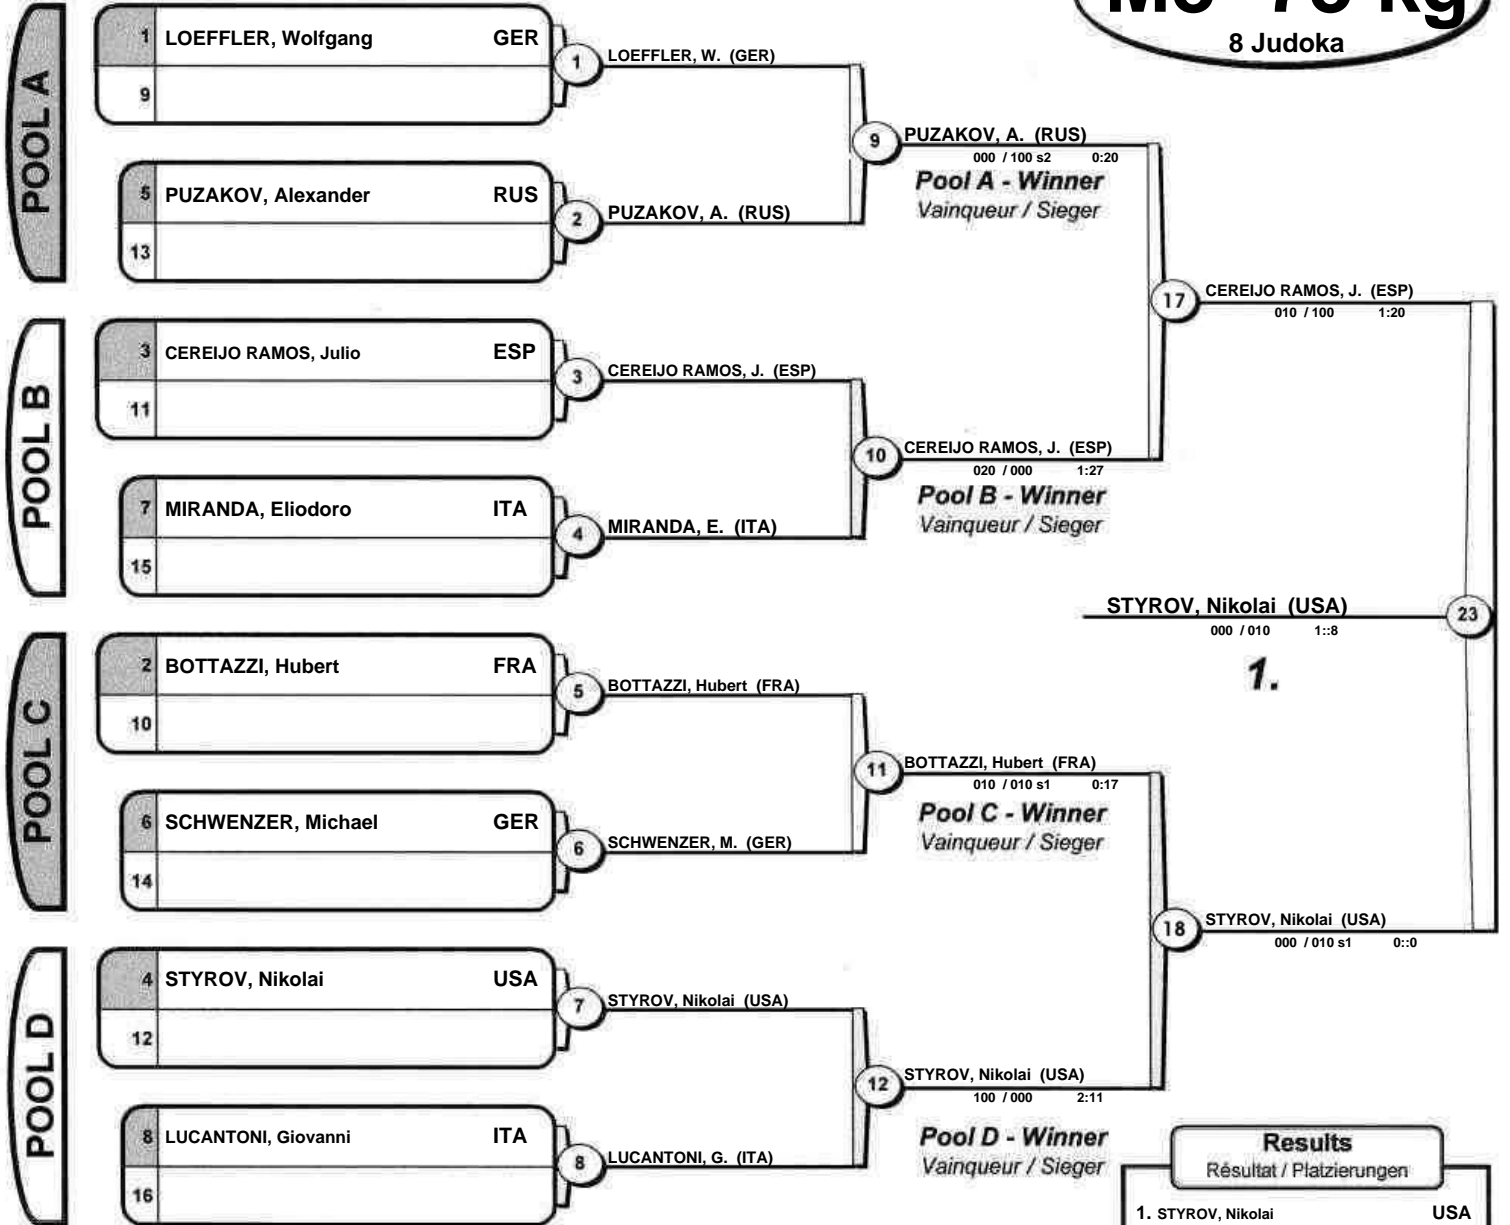 M8 -73 kg
8 Judoka
POOL A
1 LOEFFLER, Wolfgang GER
9
1 LOEFFLER, W. (GER)
5 PUZAKOV, Alexander RUS
13
2 PUZAKOV, A. (RUS)
9 PUZAKOV, A. (RUS)
000 / 100 s2 0:20
Pool A - Winner
Vainqueur / Sieger
POOL B
3 CEREIJO RAMOS, Julio ESP
11
3 CEREIJO RAMOS, J. (ESP)
7 MIRANDA, Eliodoro ITA
15
4 MIRANDA, E. (ITA)
10 CEREIJO RAMOS, J. (ESP)
020 / 000 1:27
Pool B - Winner
Vainqueur / Sieger
17 CEREIJO RAMOS, J. (ESP)
010 / 100 1:20
STYROV, Nikolai (USA) 23
000 / 010 1::8
1.
POOL C
2 BOTTAZZI, Hubert FRA
10
5 BOTTAZZI, Hubert (FRA)
6 SCHWENZER, Michael GER
14
6 SCHWENZER, M. (GER)
11 BOTTAZZI, Hubert (FRA)
010 / 010 s1 0:17
Pool C - Winner
Vainqueur / Sieger
POOL D
4 STYROV, Nikolai USA
12
7 STYROV, Nikolai (USA)
8 LUCANTONI, Giovanni ITA
16
8 LUCANTONI, G. (ITA)
12 STYROV, Nikolai (USA)
100 / 000 2:11
Pool D - Winner
Vainqueur / Sieger
18 STYROV, Nikolai (USA)
000 / 010 s1 0::0
Results
Résultat / Platzierungen
1. STYROV, Nikolai USA